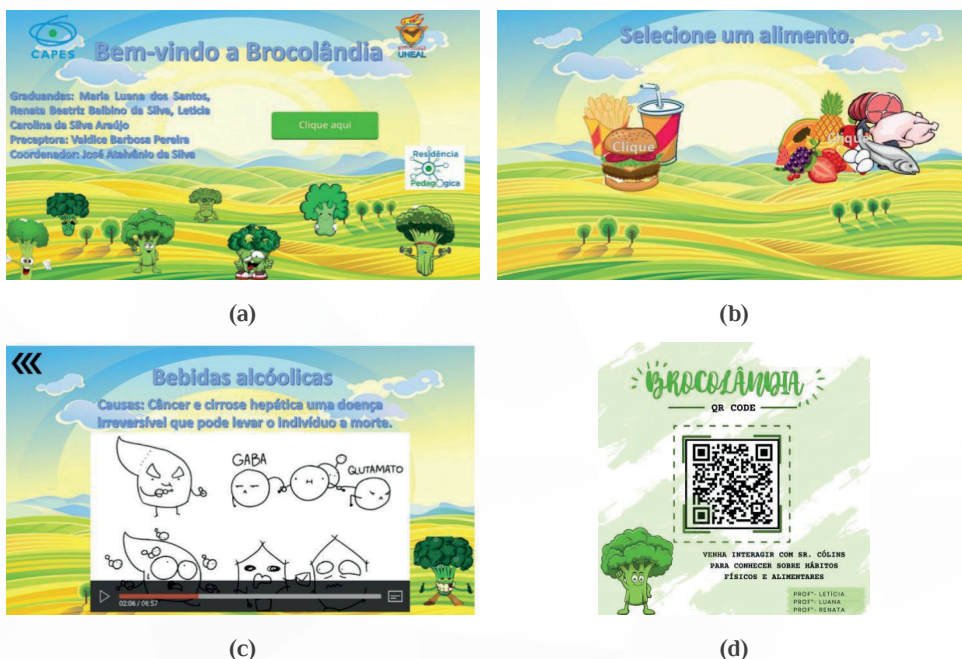 CAPES
UNEAL
Bem-vindo a Brocolândia
Graduandas: Maria Luana dos Santos,
Renata Beatriz Balbino da Silva, Leticia
Carolina da Silva Araújo
Preceptora: Valdice Barbosa Pereira
Coordenador: José Atalvânio da Silva
Clique aqui
Residência
Pedagógica
(a)
Selecione um alimento.
Clique
Clique
(b)
Bebidas alcóolicas
Causas: Câncer e cirrose hepática uma doença
irreversível que pode levar o indivíduo a morte.
GABA
GLUTAMATO
H
02:06 / 06:57
(c)
BROCOLÂNDIA
QR CODE
VENHA INTERAGIR COM SR. CÓLINS
PARA CONHECER SOBRE HÁBITOS
FÍSICOS E ALIMENTARES
PROFª- LETÍCIA
PROFª- LUANA
PROFª- RENATA
(d)